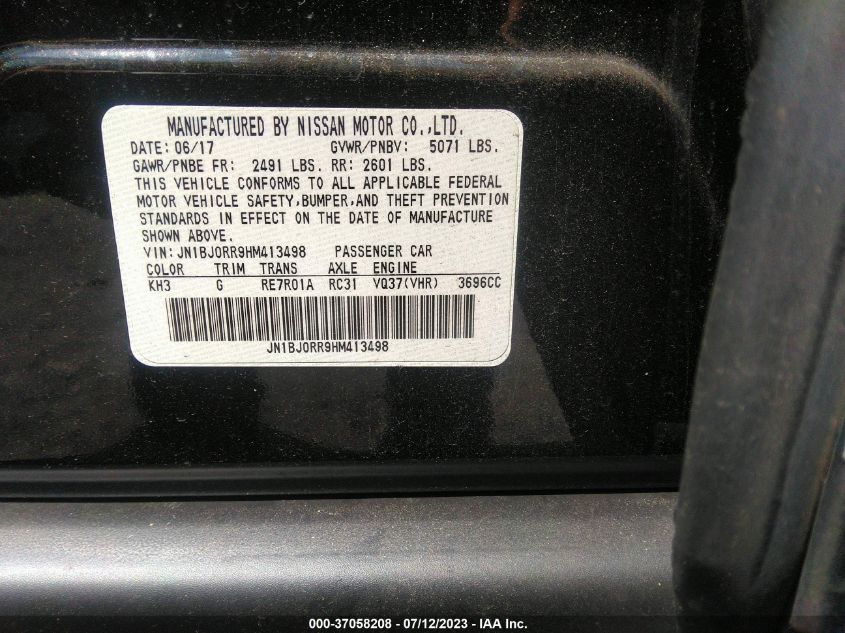 MANUFACTURED BY NISSAN MOTOR CO.,LTD.
DATE: 06/17 GVWR/PNBV: 5071 LBS.
GAWR/PNBE FR: 2491 LBS. RR: 2601 LBS.
THIS VEHICLE CONFORMS TO ALL APPLICABLE FEDERAL
MOTOR VEHICLE SAFETY,BUMPER,AND THEFT PREVENTION
STANDARDS IN EFFECT ON THE DATE OF MANUFACTURE
SHOWN ABOVE.
VIN: JN1BJ0RR9HM413498 PASSENGER CAR
COLOR TRIM TRANS AXLE ENGINE
KH3 G RE7R01A RC31 VQ37(VHR) 3696CC
JN1BJ0RR9HM413498
000-37058208 - 07/12/2023 - IAA Inc.